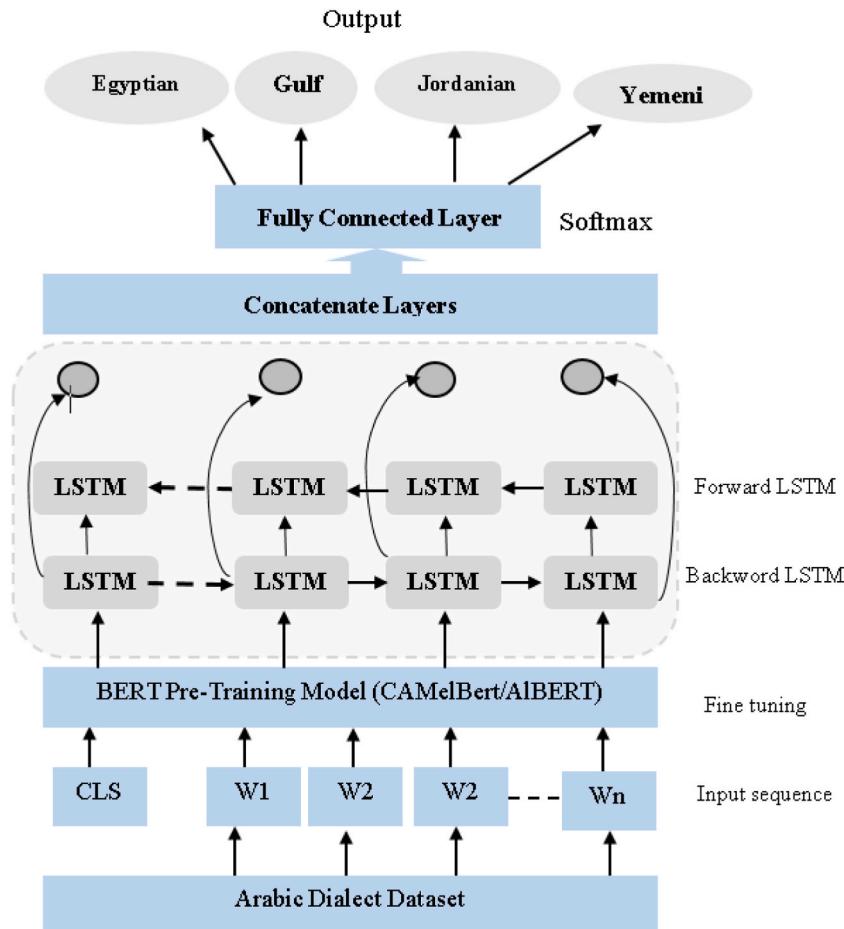 Output
Egyptian
Gulf
Jordanian
Yemeni
Fully Connected Layer
Softmax
Concatenate Layers
LSTM LSTM LSTM LSTM
Forward LSTM
LSTM LSTM LSTM LSTM
Backword LSTM
BERT Pre-Training Model (CAMelBert/AlBERT)
Fine tuning
CLS W1 W2 W2 Wn
Input sequence
Arabic Dialect Dataset